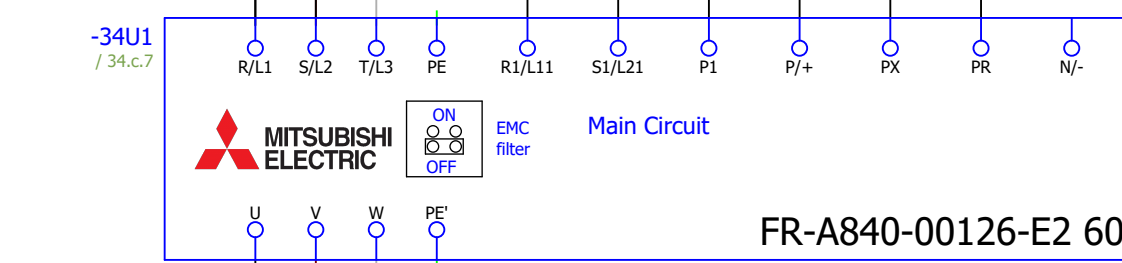 -34U1
/ 34.c.7
R/L1 S/L2 T/L3 PE R1/L11 S1/L21 P1 P/+ PX PR N/-
ON
OFF
EMC
filter
Main Circuit
MITSUBISHI
ELECTRIC
U V W PE'
FR-A840-00126-E2 60